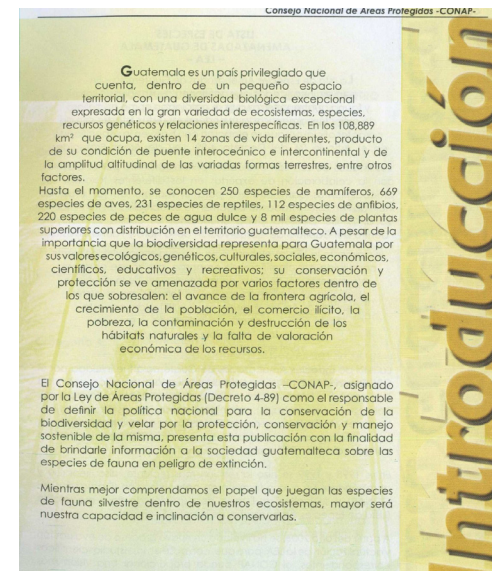 Consejo Nacional de Areas Protegidas -CONAP-
Introducción
Guatemala es un país privilegiado que
cuenta, dentro de un pequeño espacio
territorial, con una diversidad biológica excepcional
expresada en la gran variedad de ecosistemas, especies,
recursos genéticos y relaciones interespecíficas. En los 108,889
km² que ocupa, existen 14 zonas de vida diferentes, producto
de su condición de puente interoceánico e intercontinental y de
la amplitud altitudinal de las variadas formas terrestres, entre otros
factores.
Hasta el momento, se conocen 250 especies de mamíferos, 669
especies de aves, 231 especies de reptiles, 112 especies de anfibios,
220 especies de peces de agua dulce y 8 mil especies de plantas
superiores con distribución en el territorio guatemalteco. A pesar de la
importancia que la biodiversidad representa para Guatemala por
sus valores ecológicos, genéticos, culturales, sociales, económicos,
científicos, educativos y recreativos; su conservación y
protección se ve amenazada por varios factores dentro de
los que sobresalen: el avance de la frontera agrícola, el
crecimiento de la población, el comercio ilícito, la
pobreza, la contaminación y destrucción de los
hábitats naturales y la falta de valoración
económica de los recursos.
El Consejo Nacional de Áreas Protegidas –CONAP-, asignado
por la Ley de Áreas Protegidas (Decreto 4-89) como el responsable
de definir la política nacional para la conservación de la
biodiversidad y velar por la protección, conservación y manejo
sostenible de la misma, presenta esta publicación con la finalidad
de brindarle información a la sociedad guatemalteca sobre las
especies de fauna en peligro de extinción.
Mientras mejor comprendamos el papel que juegan las especies
de fauna silvestre dentro de nuestros ecosistemas, mayor será
nuestra capacidad e inclinación a conservarlas.